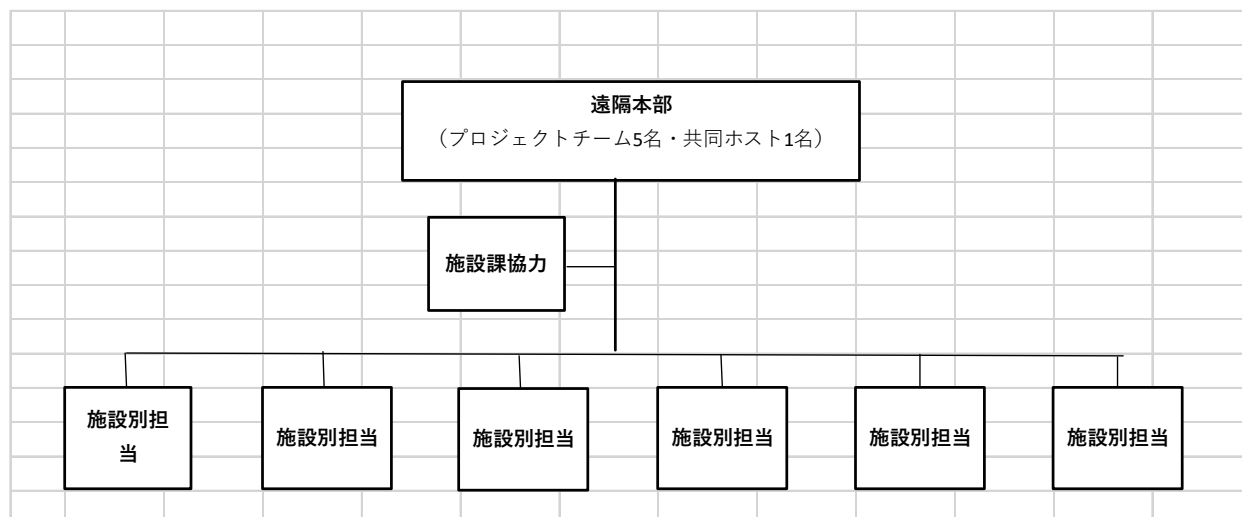 遠隔本部
（プロジェクトチーム5名・共同ホスト1名）
施設課協力
施設別担
当
施設別担当
施設別担当
施設別担当
施設別担当
施設別担当